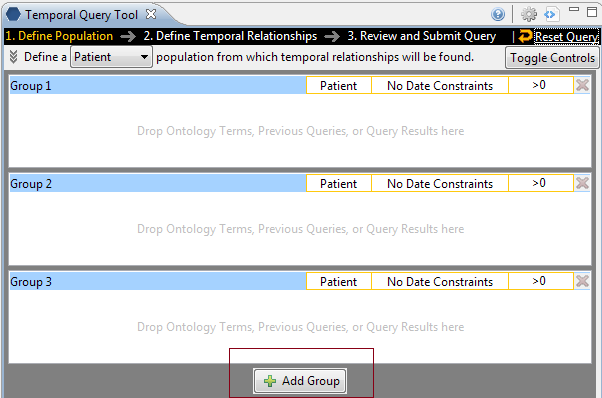 Temporal Query Tool
1. Define Population → 2. Define Temporal Relationships → 3. Review and Submit Query | Reset Query
Define a Patient population from which temporal relationships will be found. Toggle Controls
Group 1 Patient No Date Constraints >0
Drop Ontology Terms, Previous Queries, or Query Results here
Group 2 Patient No Date Constraints >0
Drop Ontology Terms, Previous Queries, or Query Results here
Group 3 Patient No Date Constraints >0
Drop Ontology Terms, Previous Queries, or Query Results here
Add Group